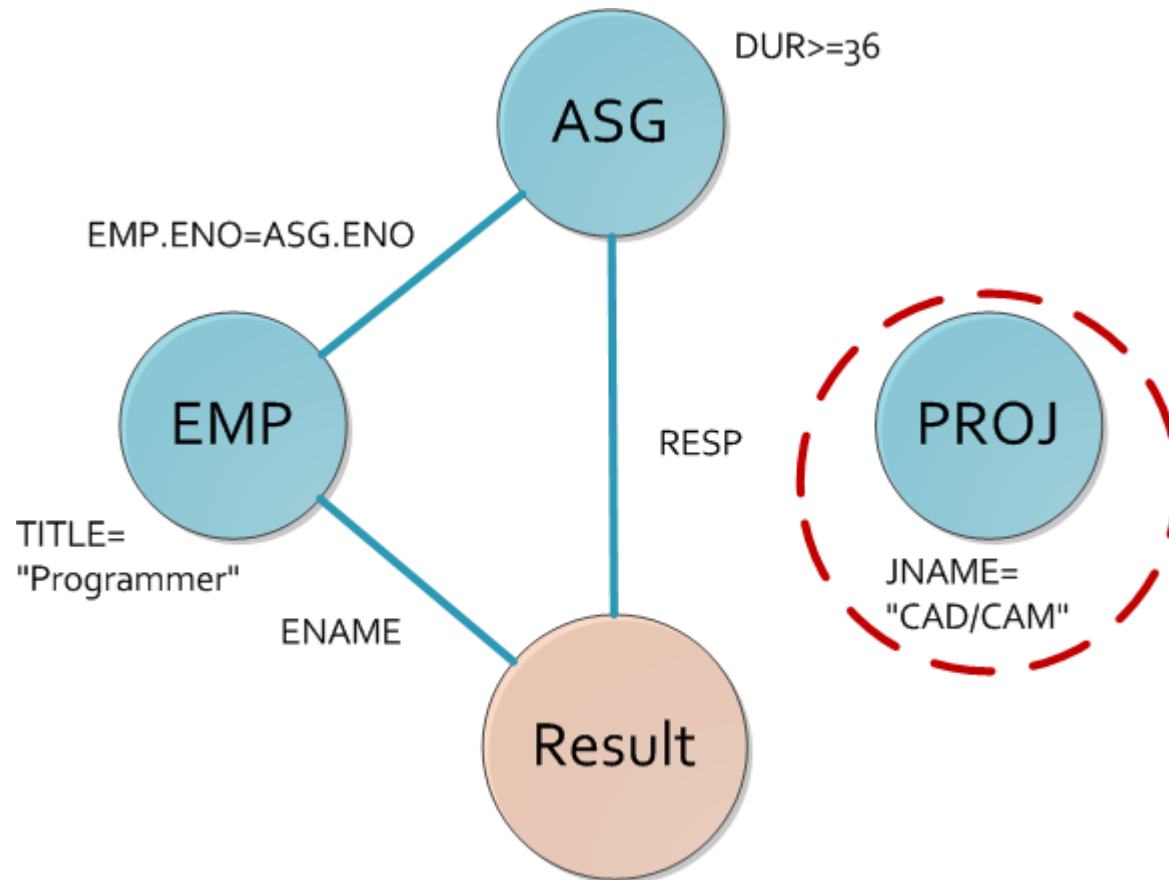 DUR>=36
ASG
EMP.ENO=ASG.ENO
EMP
RESP
PROJ
TITLE=
"Programmer"
JNAME=
"CAD/CAM"
ENAME
Result